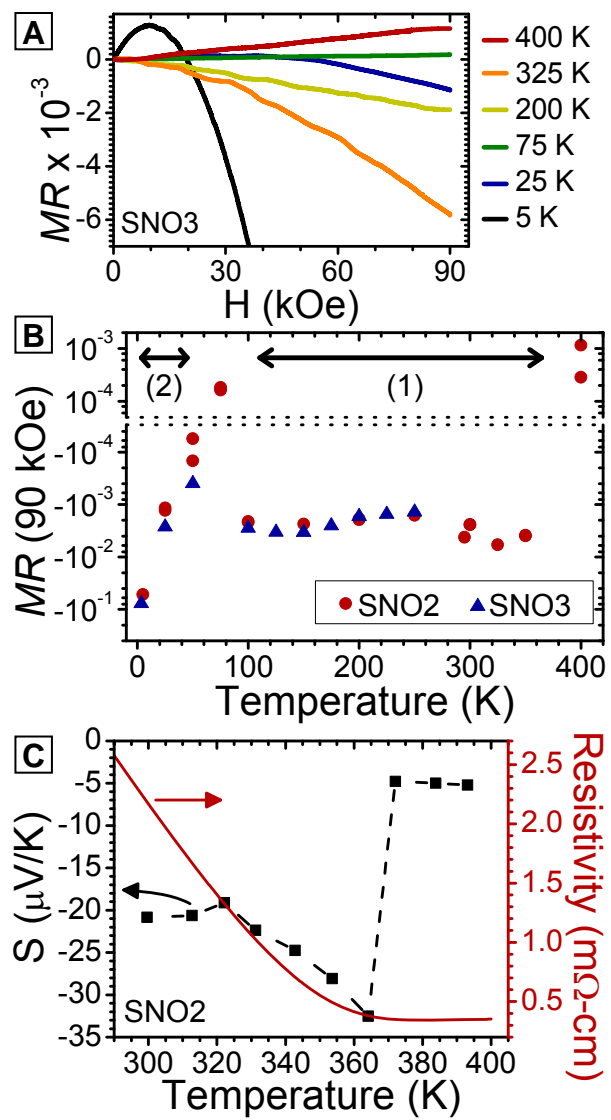 A
MR x 10⁻³
0
-2
-4
-6
SNO3
0 30 60 90
H (kOe)
400 K
325 K
200 K
75 K
25 K
5 K
B
MR (90 kOe)
10⁻³
10⁻⁴
-10⁻⁴
-10⁻³
-10⁻²
-10⁻¹
(2) (1)
SNO2 SNO3
0 100 200 300 400
Temperature (K)
C
S (μV/K)
0
-5
-10
-15
-20
-25
-30
-35
SNO2
Resistivity (mΩ-cm)
2.5
2.0
1.5
1.0
0.5
300 320 340 360 380 400
Temperature (K)